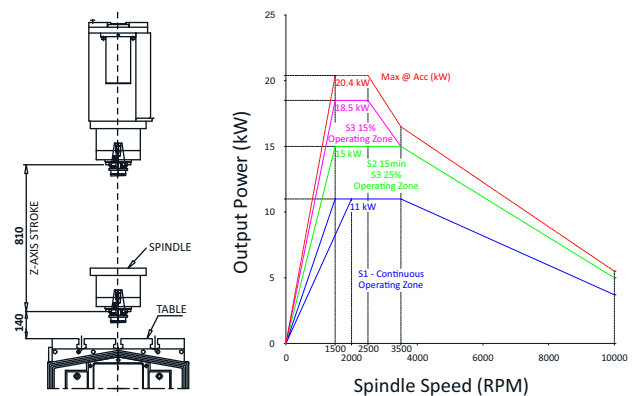 810
Z-AXIS STROKE
140
SPINDLE
TABLE
Output Power (kW)
25
20
15
10
5
0
20.4 kW
Max @ Acc (kW)
18.5 kW
S3 15%
Operating Zone
15 kW
S2 15min
S3 25%
Operating Zone
11 kW
S1 - Continuous
Operating Zone
0
1500
2000
2500
3500
4000
6000
8000
10000
Spindle Speed (RPM)